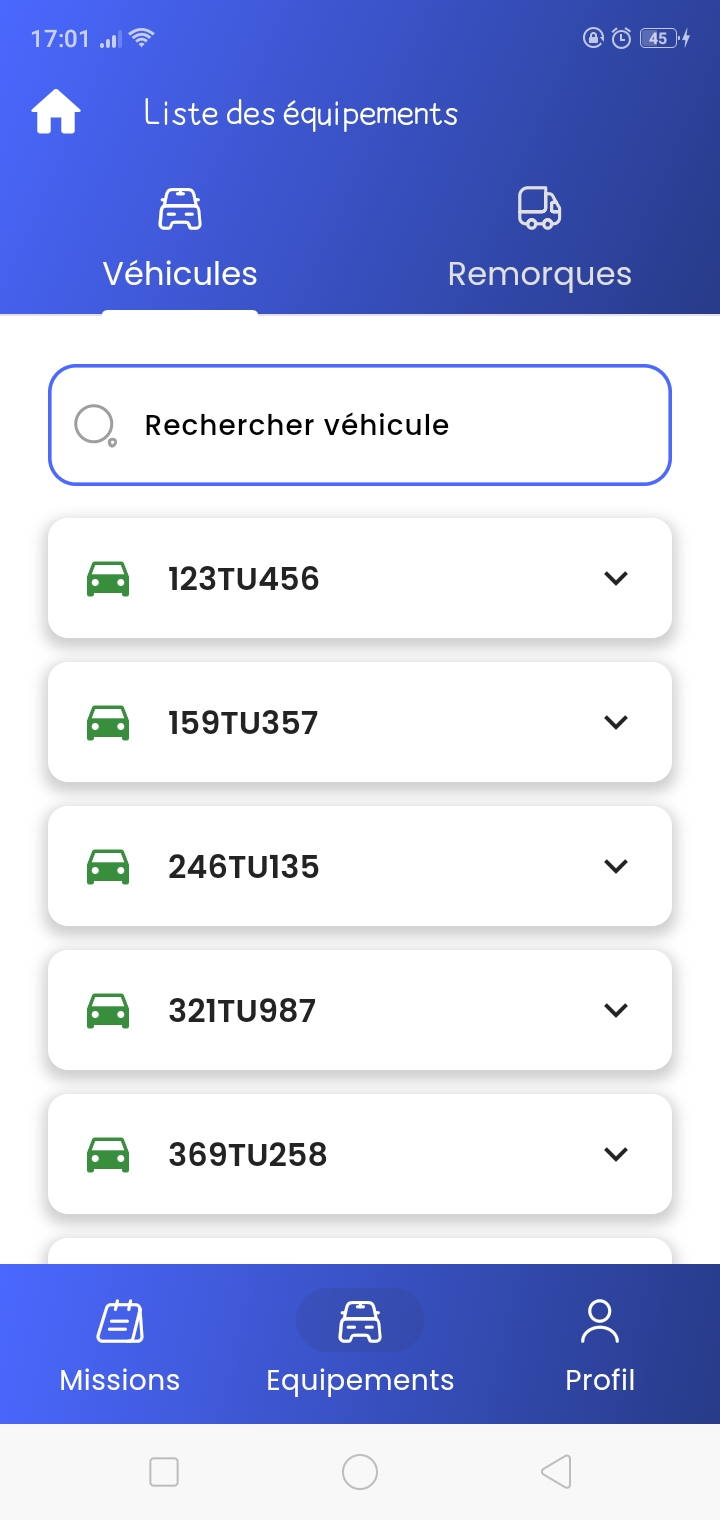 17:01
45
Liste des équipements
Véhicules
Remorques
Rechercher véhicule
123TU456
159TU357
246TU135
321TU987
369TU258
Missions
Equipements
Profil